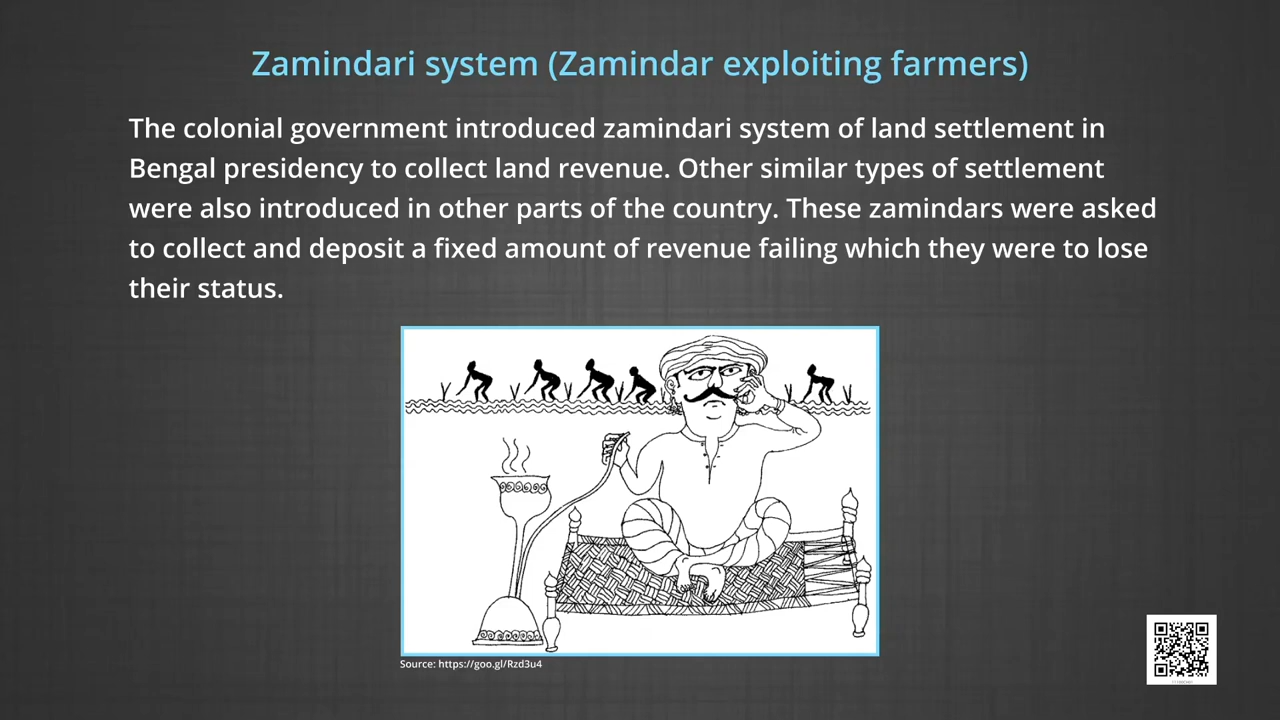 Zamindari system (Zamindar exploiting farmers)
The colonial government introduced zamindari system of land settlement in
Bengal presidency to collect land revenue. Other similar types of settlement
were also introduced in other parts of the country. These zamindars were asked
to collect and deposit a fixed amount of revenue failing which they were to lose
their status.
Source: https://goo.gl/Rzd3u4